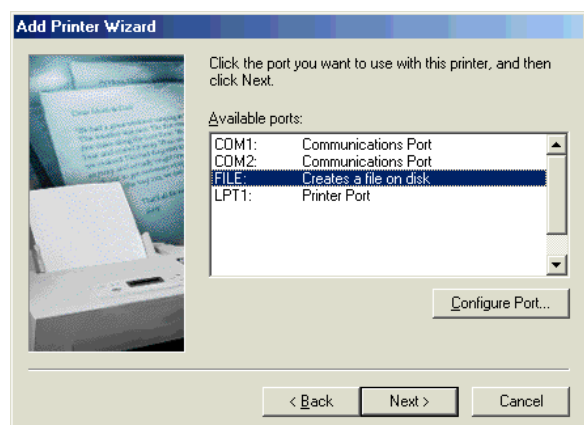 Add Printer Wizard
Click the port you want to use with this printer, and then
click Next.
Available ports:
COM1: Communications Port
COM2: Communications Port
FILE: Creates a file on disk
LPT1: Printer Port
Configure Port...
< Back Next > Cancel